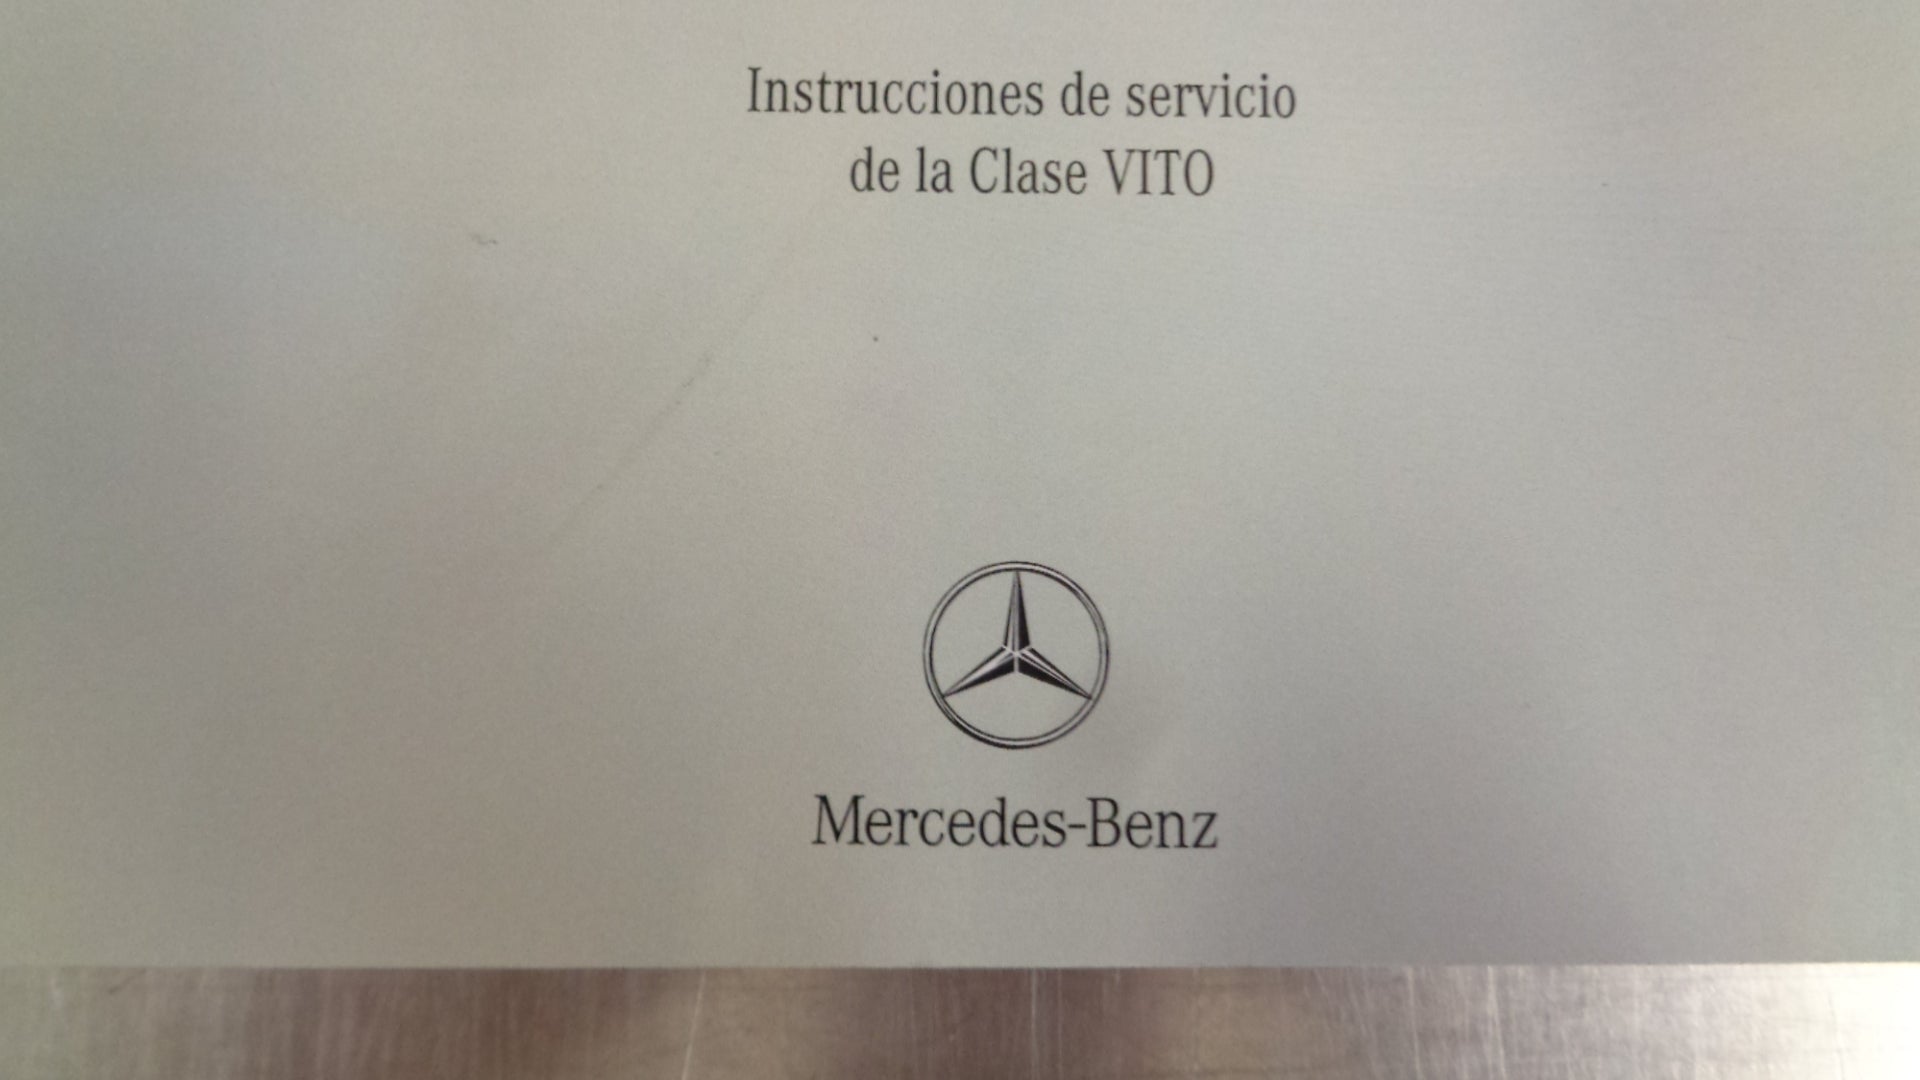 Instrucciones de servicio
de la Clase VITO
Mercedes-Benz